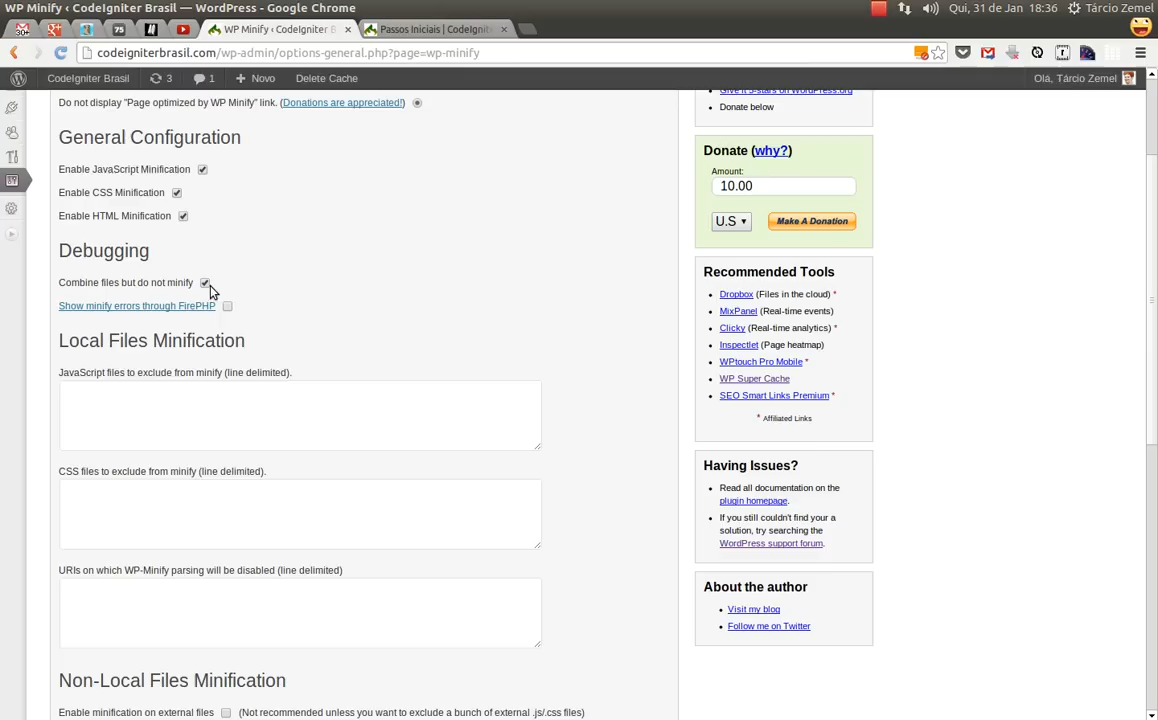 WP Minify ‹ CodeIgniter Brasil — WordPress - Google Chrome
Qui, 31 de Jan 18:36 Tárcio Zemel
30+
75
WP Minify ‹ CodeIgniter B ×
Passos Iniciais | CodeIgnit ×
codeigniterbrasil.com/wp-admin/options-general.php?page=wp-minify
CodeIgniter Brasil 3 1 + Novo Delete Cache
Olá, Tárcio Zemel
Do not display "Page optimized by WP Minify" link. (Donations are appreciated!)
General Configuration
Enable JavaScript Minification
Enable CSS Minification
Enable HTML Minification
Debugging
Combine files but do not minify
Show minify errors through FirePHP
Local Files Minification
JavaScript files to exclude from minify (line delimited).
CSS files to exclude from minify (line delimited).
URIs on which WP-Minify parsing will be disabled (line delimited)
Non-Local Files Minification
Enable minification on external files (Not recommended unless you want to exclude a bunch of external .js/.css files)
Give it 5-stars on WordPress.org
Donate below
Donate (why?)
Amount:
10.00
U.S
Make A Donation
Recommended Tools
Dropbox (Files in the cloud) *
MixPanel (Real-time events)
Clicky (Real-time analytics) *
Inspectlet (Page heatmap)
WPtouch Pro Mobile *
WP Super Cache
SEO Smart Links Premium *
* Affiliated Links
Having Issues?
Read all documentation on the
plugin homepage.
If you still couldn't find your a
solution, try searching the
WordPress support forum.
About the author
Visit my blog
Follow me on Twitter